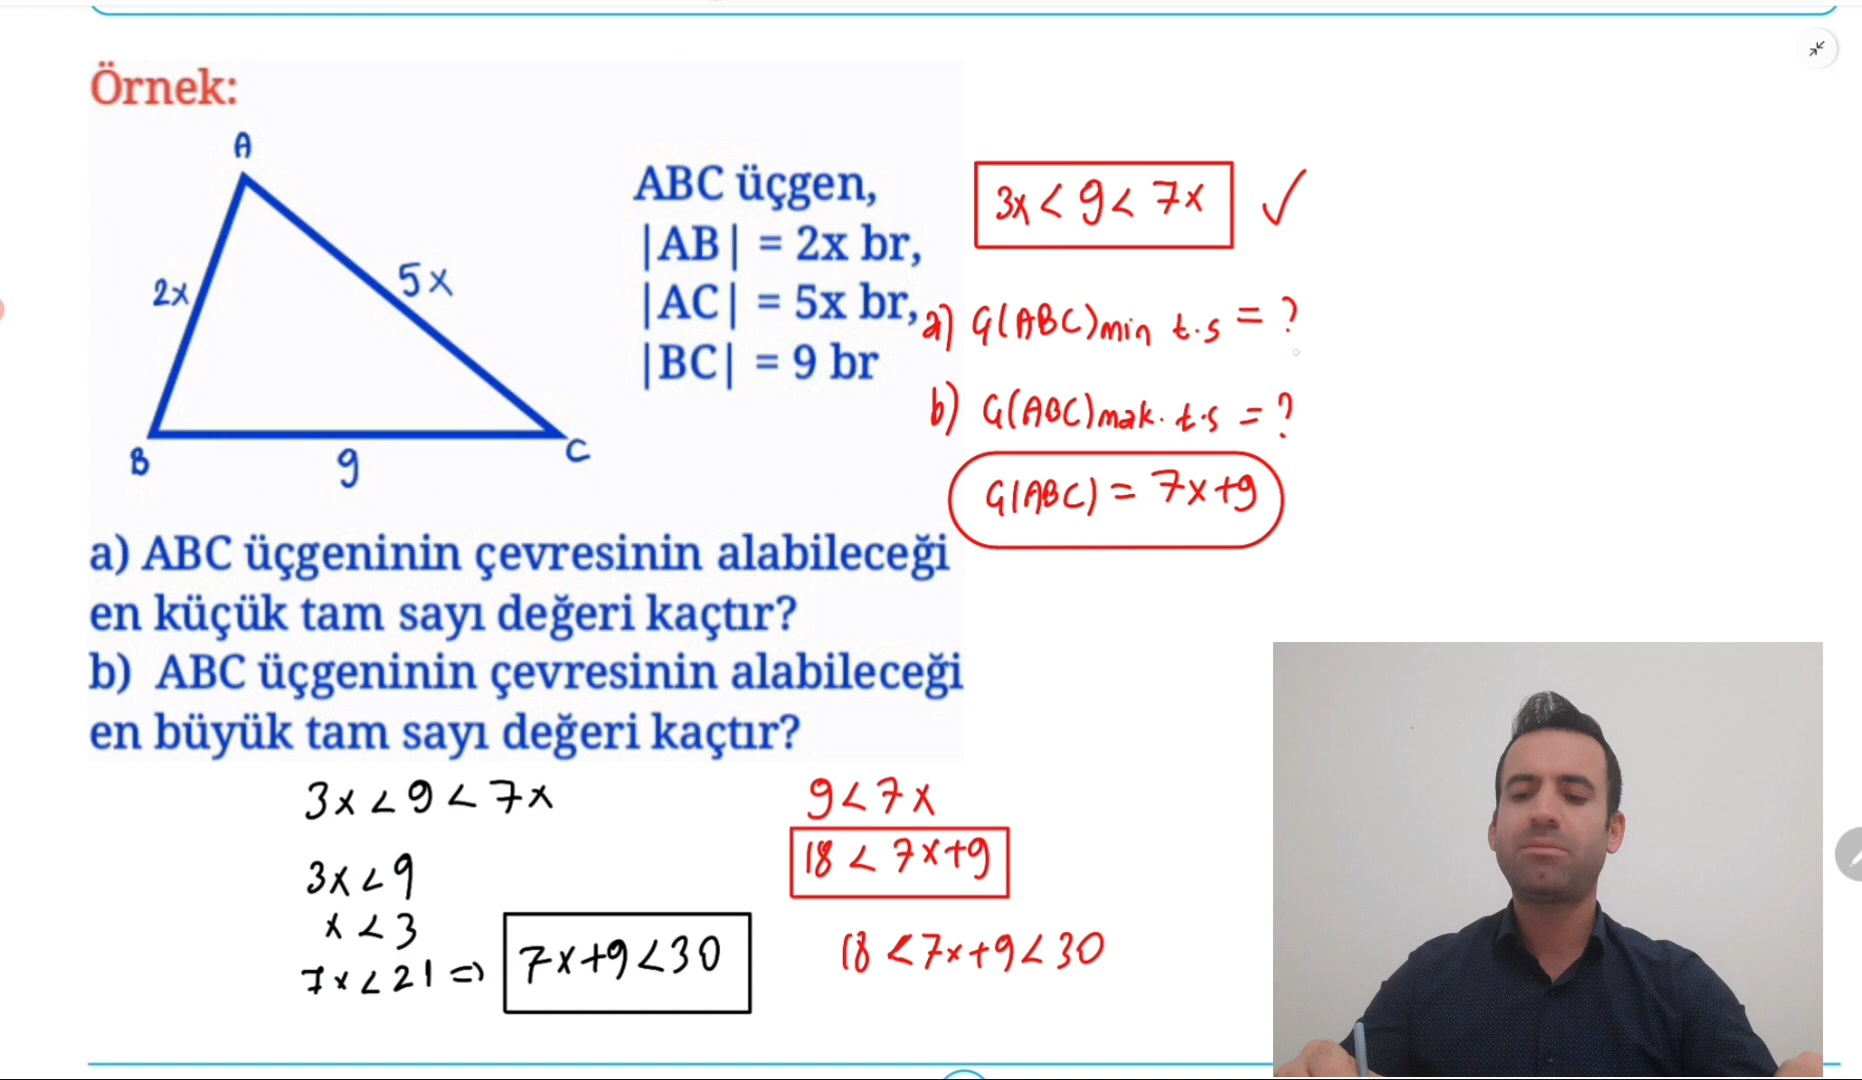 Örnek:
A
2x
5x
B
9
C
ABC üçgen,
|AB| = 2x br,
|AC| = 5x br,
|BC| = 9 br
3x < 9 < 7x ✓
a) Ç(ABC)min t.s = ?
b) Ç(ABC)mak. t.s = ?
Ç(ABC) = 7x+9
a) ABC üçgeninin çevresinin alabileceği
en küçük tam sayı değeri kaçtır?
b) ABC üçgeninin çevresinin alabileceği
en büyük tam sayı değeri kaçtır?
3x < 9 < 7x
3x < 9
x < 3
7x < 21 => 7x+9 < 30
9 < 7x
18 < 7x+9
18 < 7x+9 < 30